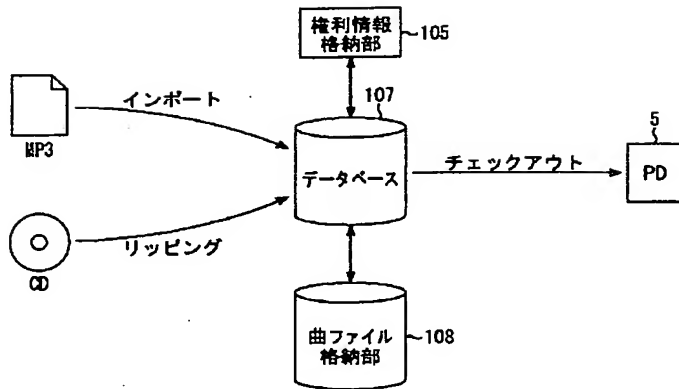 権利情報
格納部
105
インポート
107
MP3
データベース
チェックアウト
5
PD
リッピング
CD
曲ファイル
格納部
108